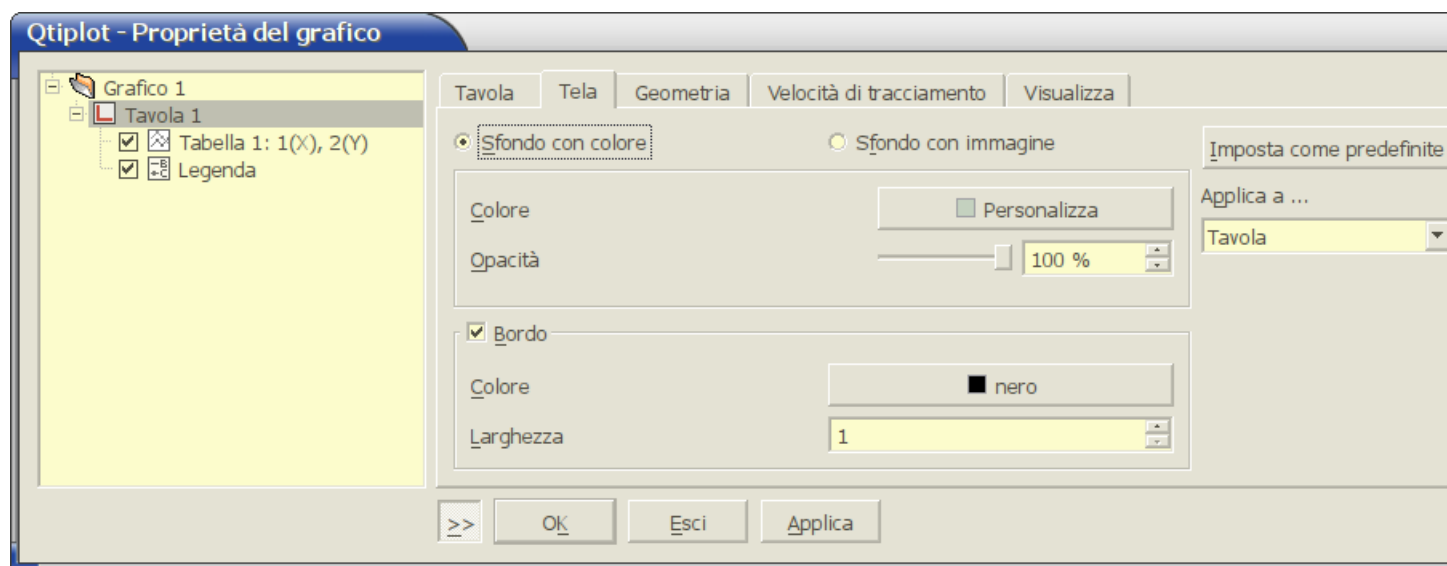 Qtiplot - Proprietà del grafico
Grafico 1
Tavola 1
Tabella 1: 1(X), 2(Y)
Legenda
Tavola Tela Geometria Velocità di tracciamento Visualizza
Sfondo con colore Sfondo con immagine
Imposta come predefinite
Colore Personalizza
Applica a ...
Tavola
Opacità 100 %
Bordo
Colore nero
Larghezza 1
>> OK Esci Applica